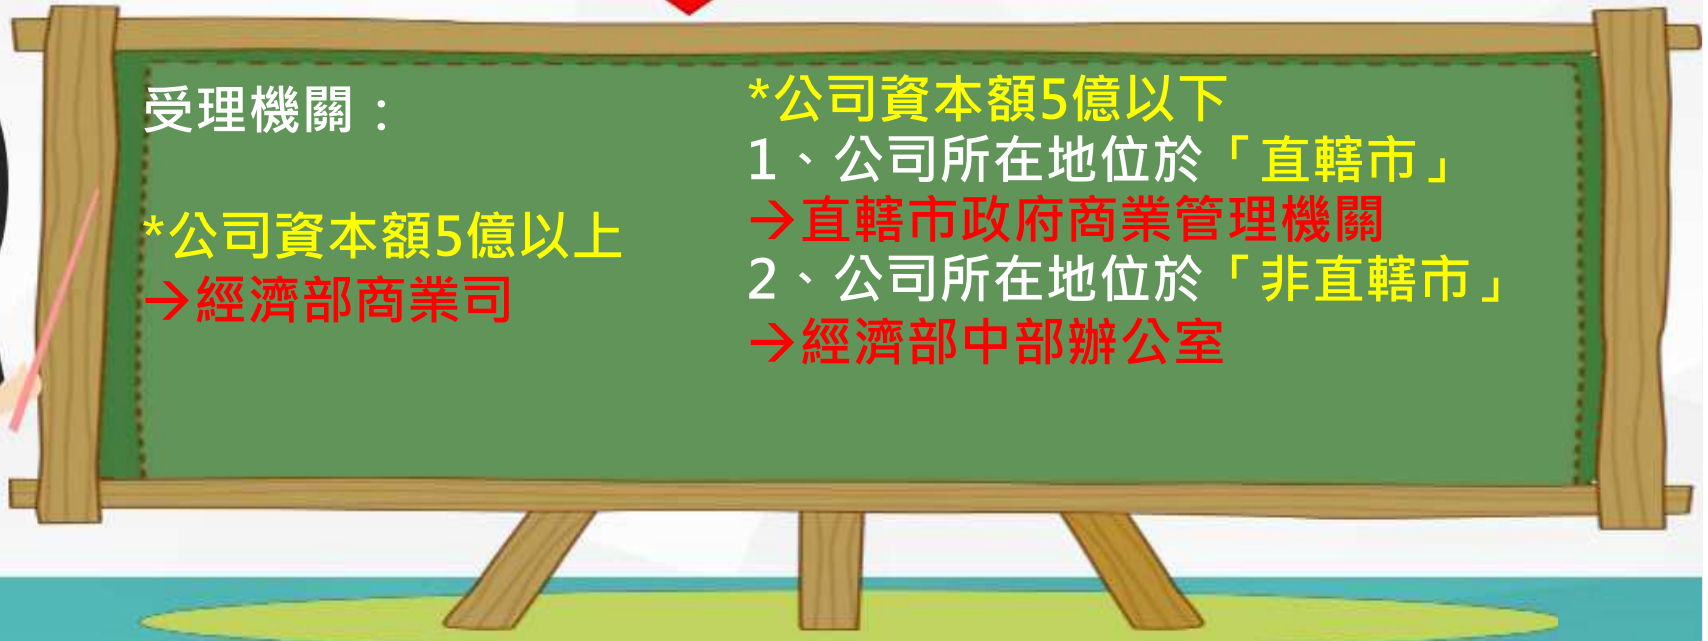 受理機關：
*公司資本額5億以上
→經濟部商業司
*公司資本額5億以下
1、公司所在地位於「直轄市」
→直轄市政府商業管理機關
2、公司所在地位於「非直轄市」
→經濟部中部辦公室